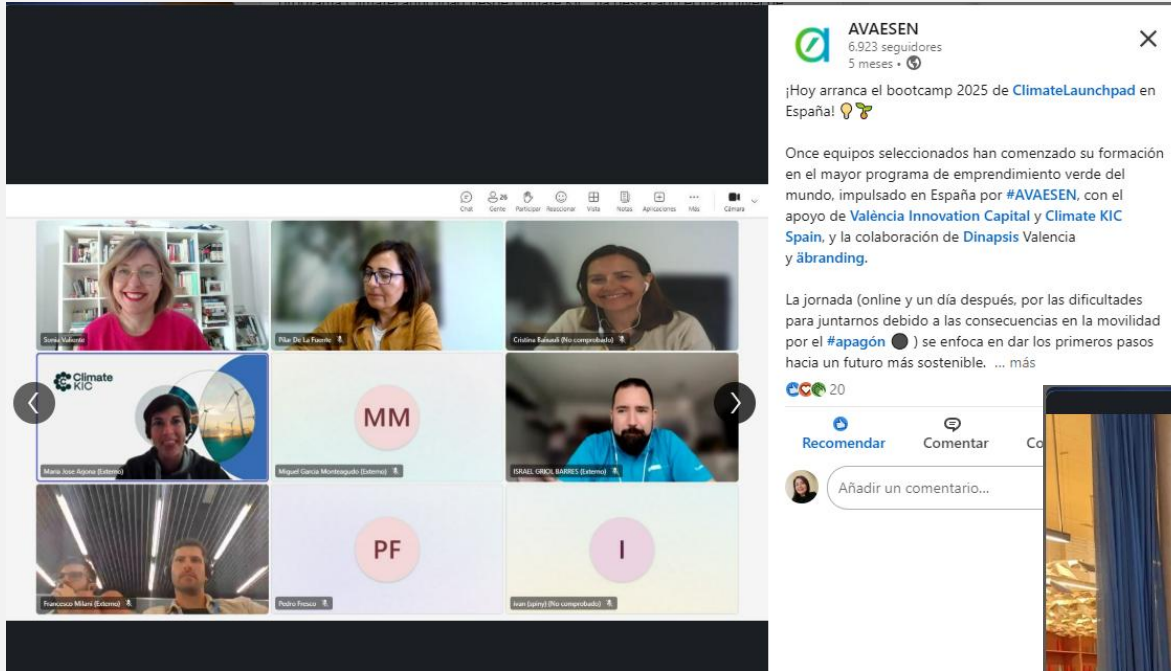 AVAESEN
6.923 seguidores
5 meses •
¡Hoy arranca el bootcamp 2025 de ClimateLaunchpad en
España!
Once equipos seleccionados han comenzado su formación
en el mayor programa de emprendimiento verde del
mundo, impulsado en España por #AVAESEN, con el
apoyo de València Innovation Capital y Climate KIC
Spain, y la colaboración de Dinapsis Valencia
y äbranding.
La jornada (online y un día después, por las dificultades
para juntarnos debido a las consecuencias en la movilidad
por el #apagón ) se enfoca en dar los primeros pasos
hacia un futuro más sostenible. ... más
20
Recomendar Comentar Co
Añadir un comentario...
26
Chat Gente Participar Reaccionar Vista Notas Aplicaciones Más Cámara
Sonia Valiente
Pilar De La Fuente
Cristina Baixauli (No comprobado)
Climate
KIC
Maria Jose Arjona (Externo)
MM
Miguel Garcia Monteagudo (Externo)
ISRAEL GRIOL BARRES (Externo)
Francesco Milani (Externo)
PF
Pedro Fresco
I
ivan (spiny) (No comprobado)